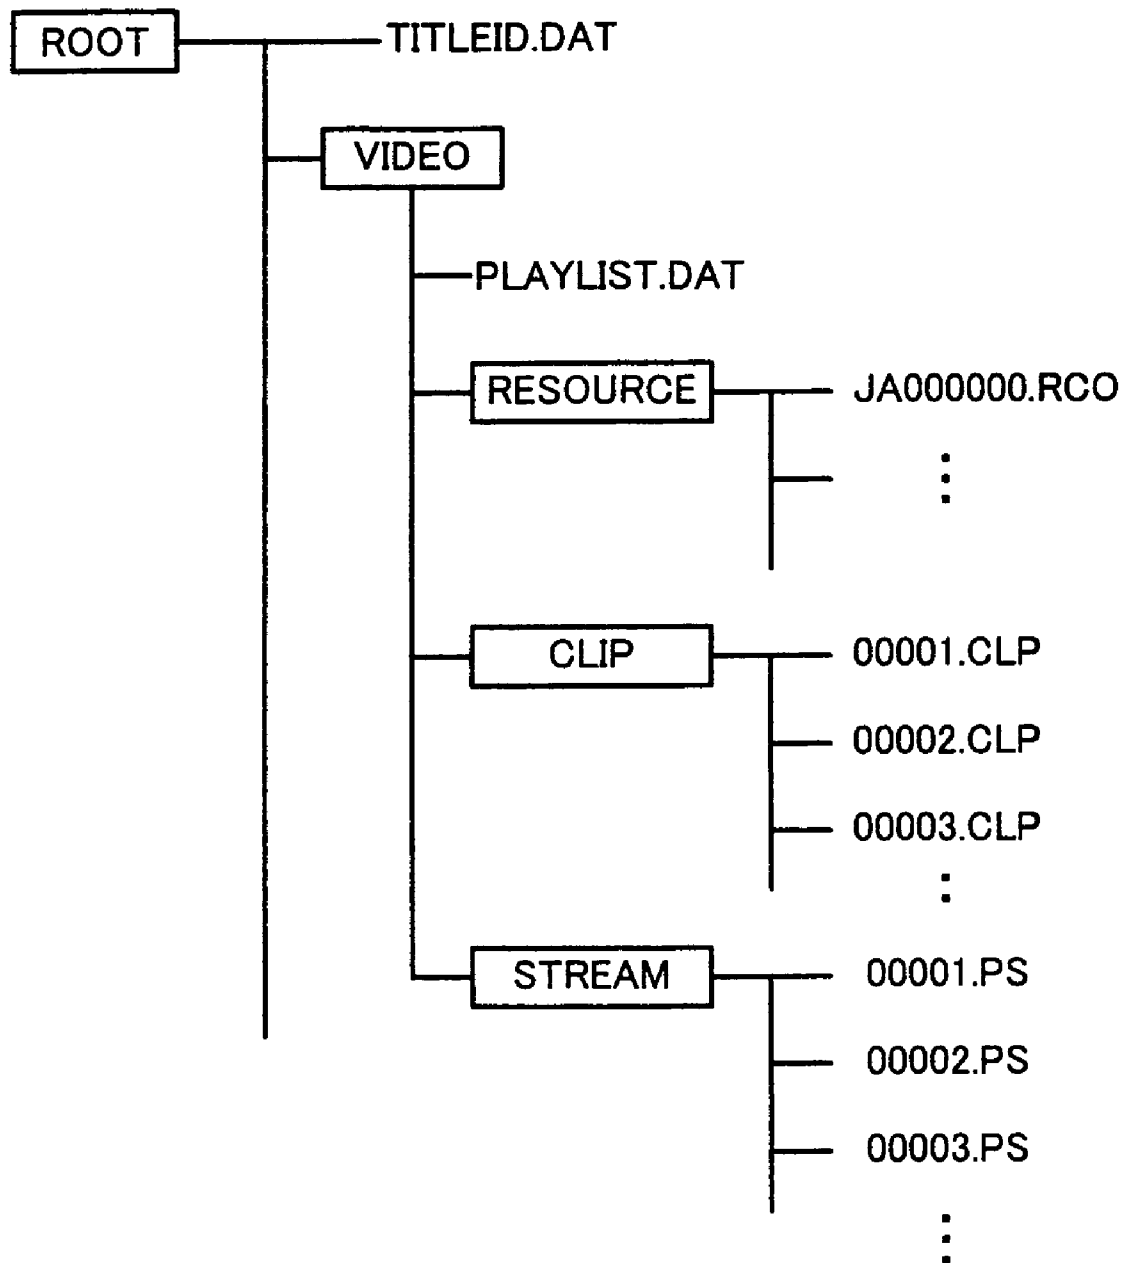 ROOT
TITLEID.DAT
VIDEO
PLAYLIST.DAT
RESOURCE
JA000000.RCO
CLIP
00001.CLP
00002.CLP
00003.CLP
STREAM
00001.PS
00002.PS
00003.PS